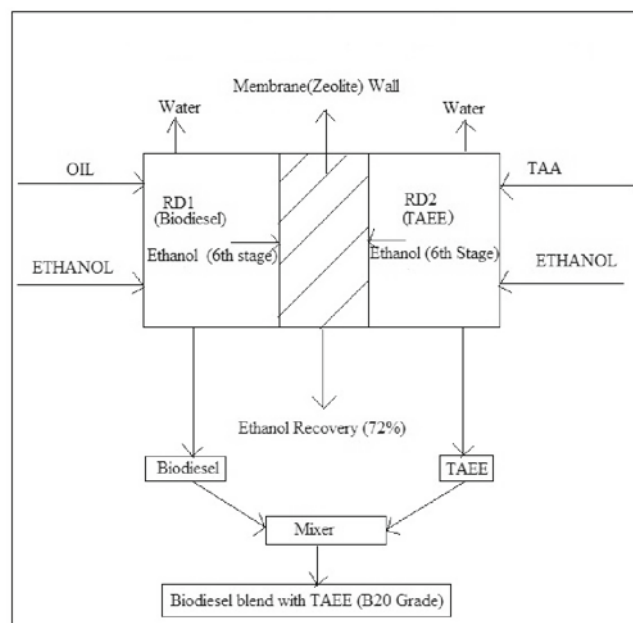 Membrane(Zeolite) Wall
Water
Water
OIL
TAA
RD1
(Biodiesel)
RD2
(TAEE)
Ethanol (6th stage)
Ethanol (6th Stage)
ETHANOL
ETHANOL
Ethanol Recovery (72%)
Biodiesel
TAEE
Mixer
Biodiesel blend with TAEE (B20 Grade)